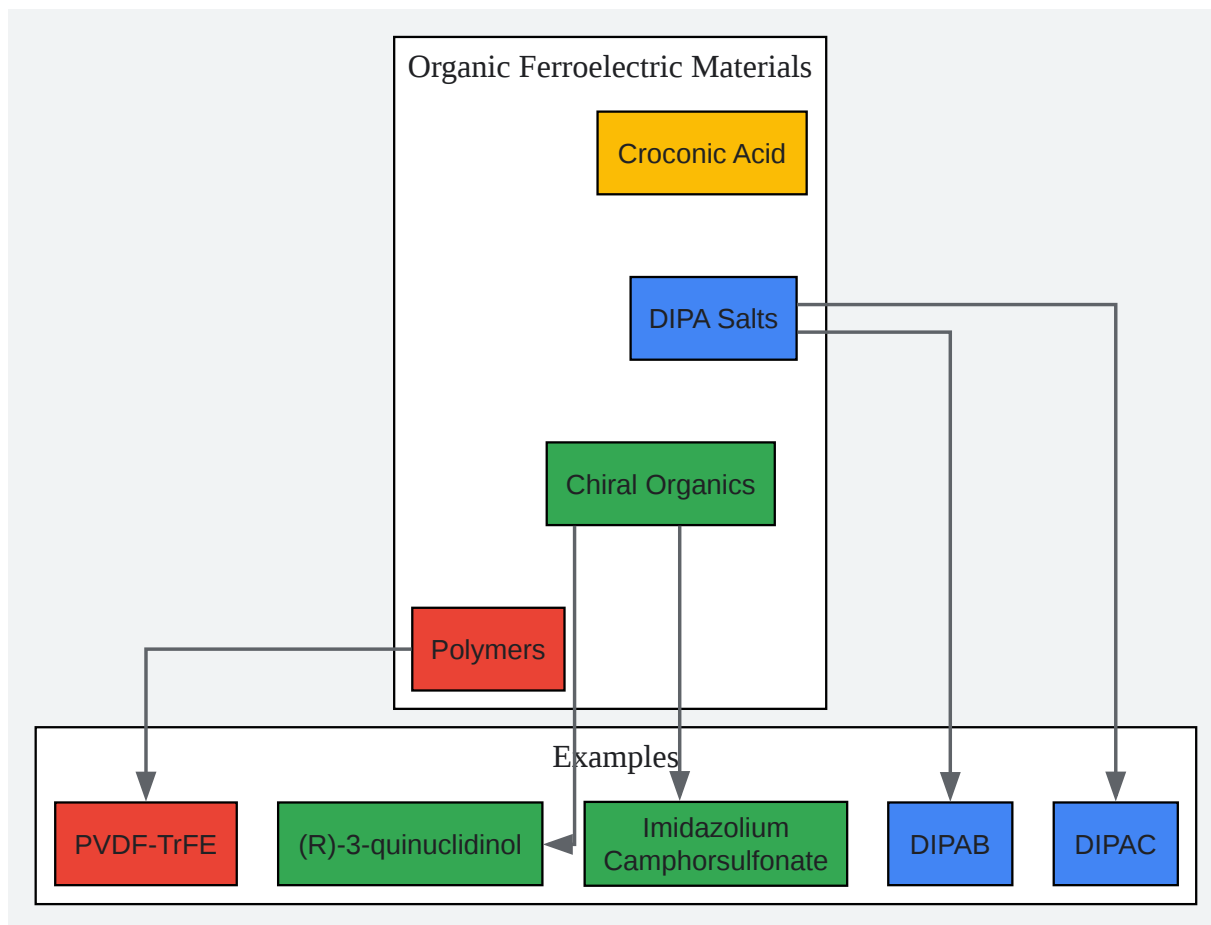 Organic Ferroelectric Materials
Croconic Acid
DIPA Salts
Chiral Organics
Polymers
Examples
PVDF-TrFE
(R)-3-quinuclidinol
Imidazolium
Camphorsulfonate
DIPAB
DIPAC